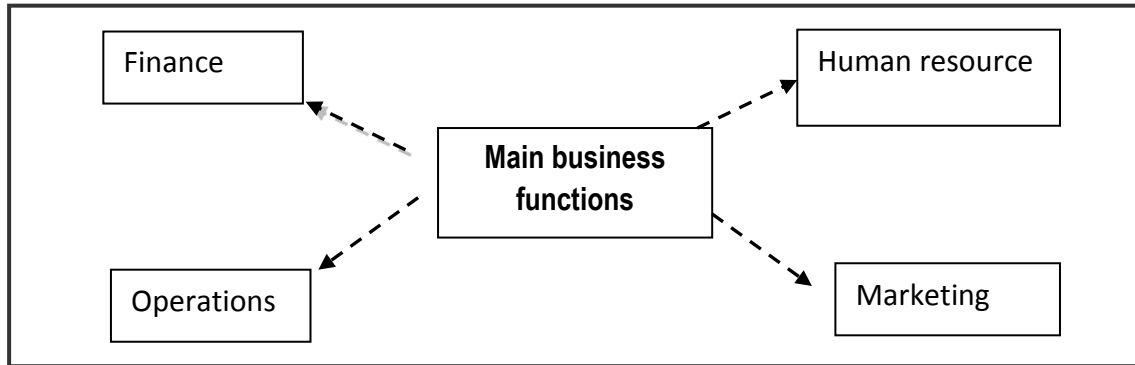 Finance
Human resource
Main business
functions
Operations
Marketing